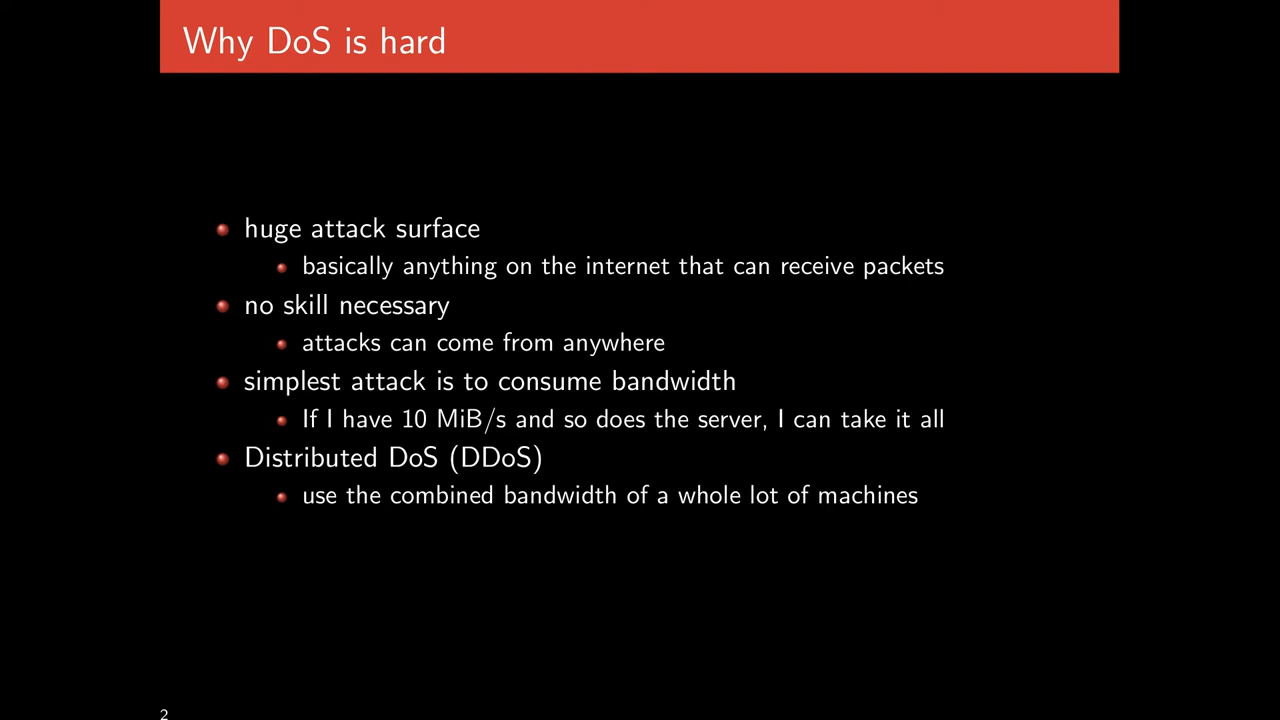 Why DoS is hard
huge attack surface
basically anything on the internet that can receive packets
no skill necessary
attacks can come from anywhere
simplest attack is to consume bandwidth
If I have 10 MiB/s and so does the server, I can take it all
Distributed DoS (DDoS)
use the combined bandwidth of a whole lot of machines
2